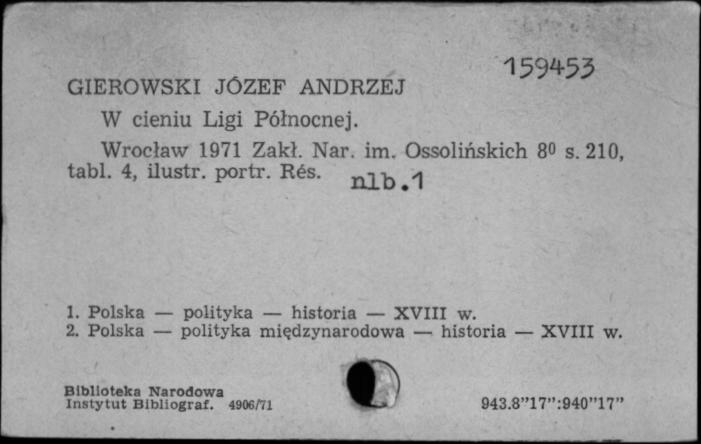 159453
GIEROWSKI JÓZEF ANDRZEJ
W cieniu Ligi Północnej.
Wrocław 1971 Zakł. Nar. im. Ossolińskich 8⁰ s. 210,
tabl. 4, ilustr. portr. Rés. nlb.1
1. Polska — polityka — historia — XVIII w.
2. Polska — polityka międzynarodowa — historia — XVIII w.
Biblioteka Narodowa
Instytut Bibliograf. 4906/71
943.8”17”:940”17”